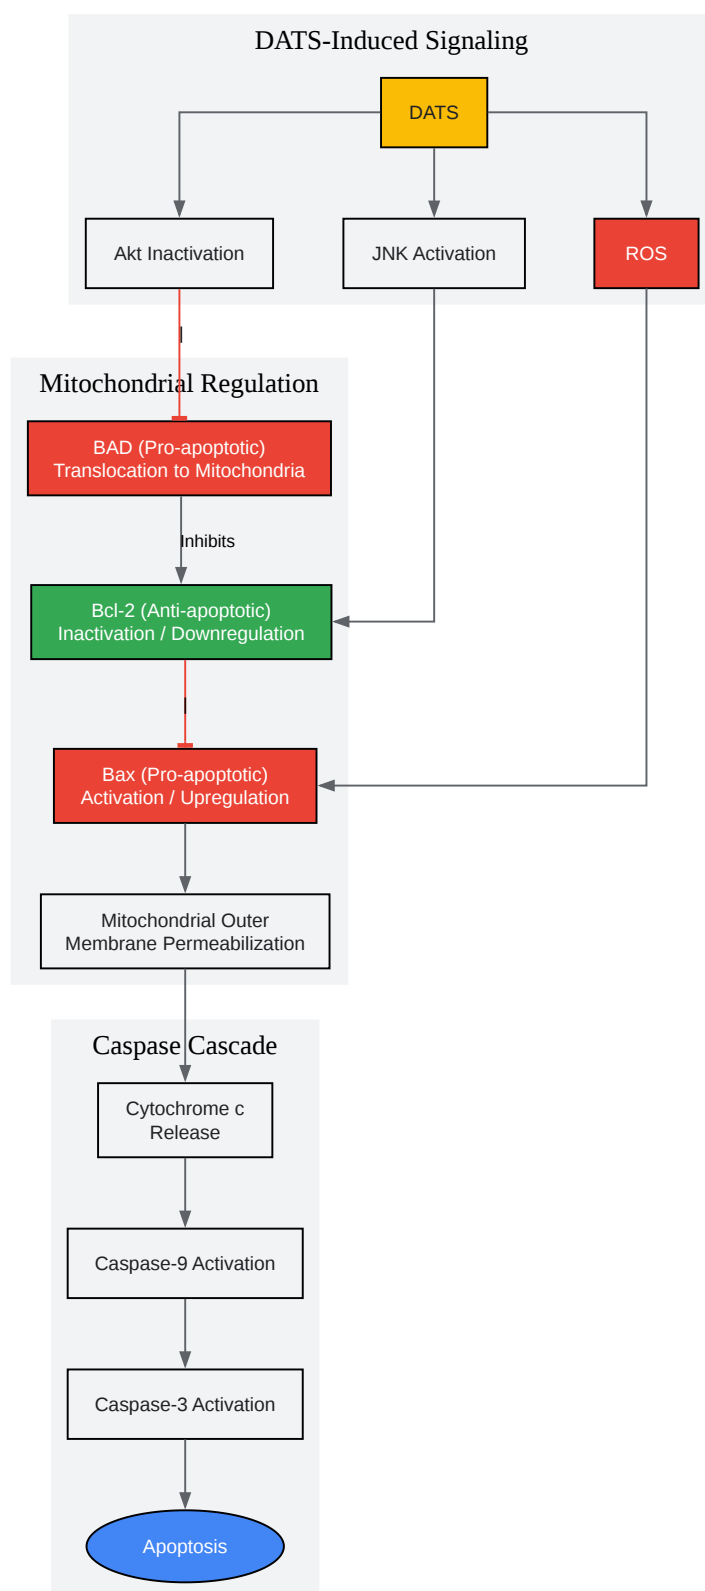 DATS-Induced Signaling
DATS
Akt Inactivation
JNK Activation
ROS
|
Mitochondrial Regulation
BAD (Pro-apoptotic)
Translocation to Mitochondria
Inhibits
Bcl-2 (Anti-apoptotic)
Inactivation / Downregulation
|
Bax (Pro-apoptotic)
Activation / Upregulation
Mitochondrial Outer
Membrane Permeabilization
Caspase Cascade
Cytochrome c
Release
Caspase-9 Activation
Caspase-3 Activation
Apoptosis